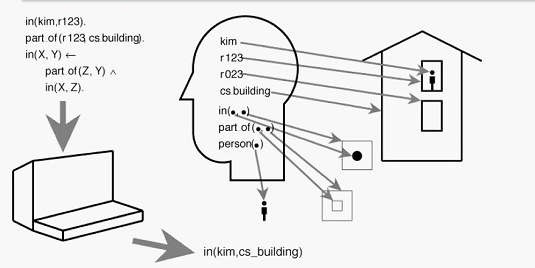 in(kim,r123).
part of(r123, cs building).
in(X, Y) ←
part of(Z, Y) ∧
in(X, Z).
kim
r123
r023
cs building
in( , )
part of( , )
person( )
in(kim,cs_building)